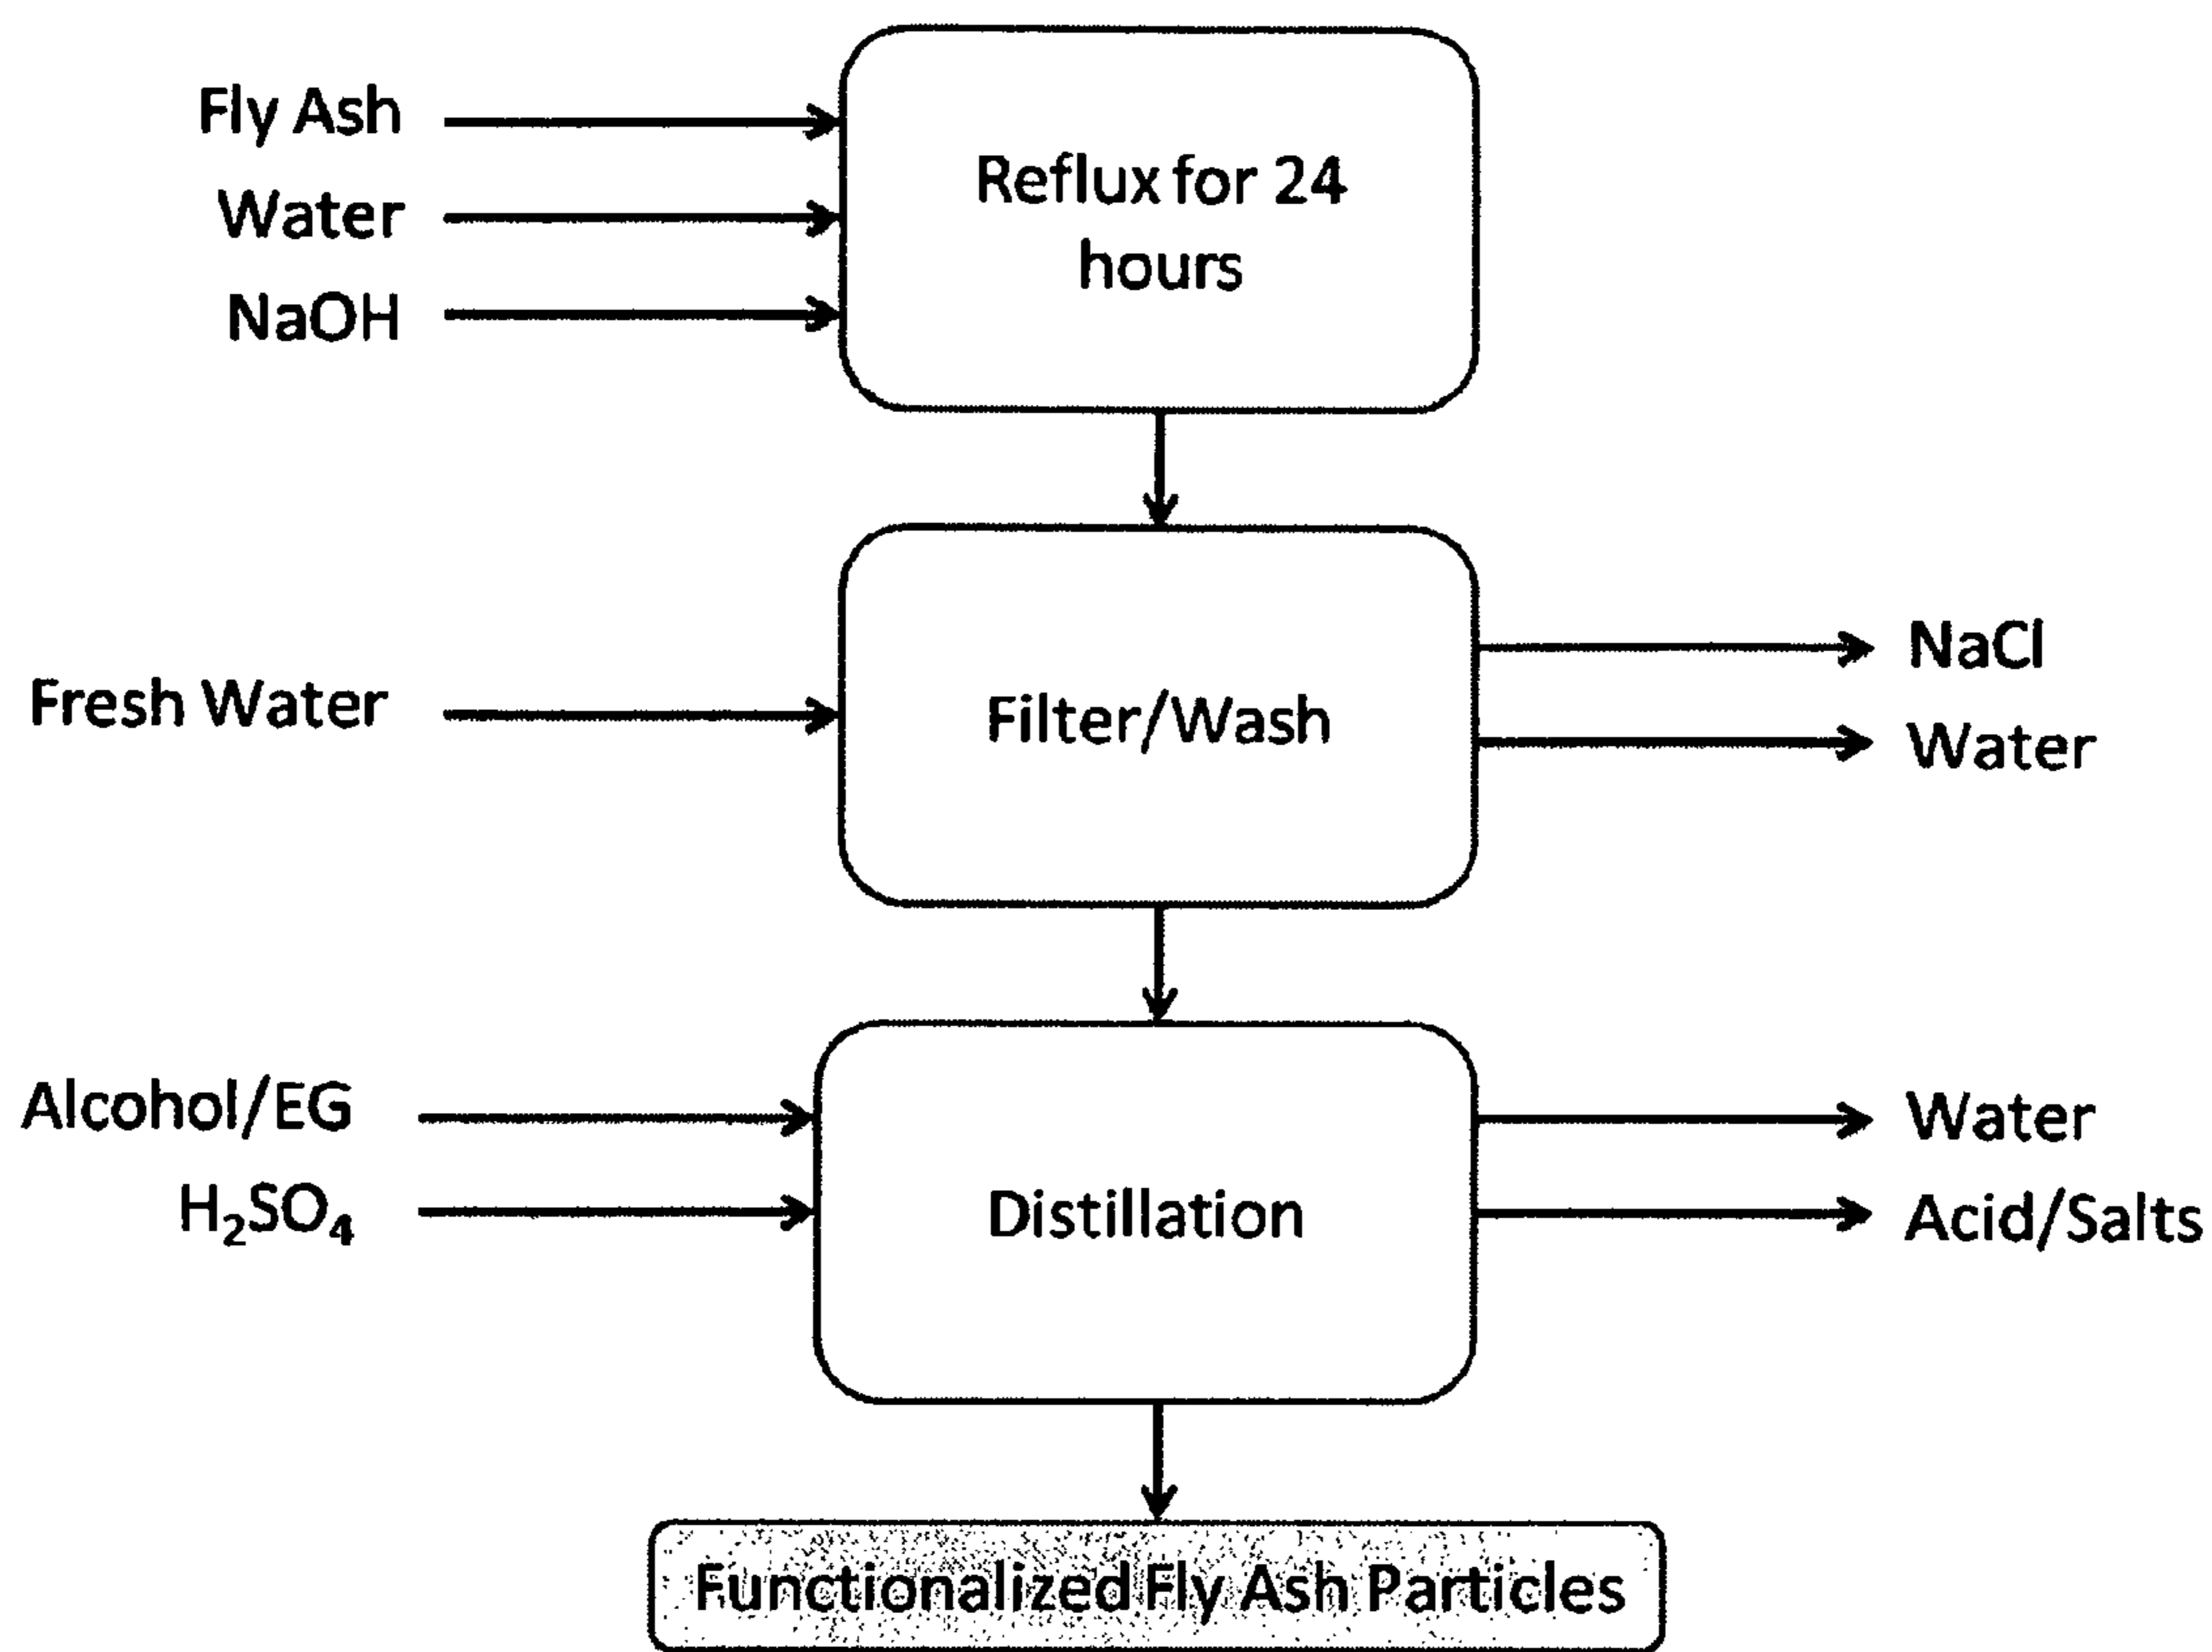 Fly Ash
Water
NaOH
Reflux for 24
hours
Fresh Water
Filter/Wash
NaCl
Water
Alcohol/EG
H₂SO₄
Distillation
Water
Acid/Salts
Functionalized Fly Ash Particles